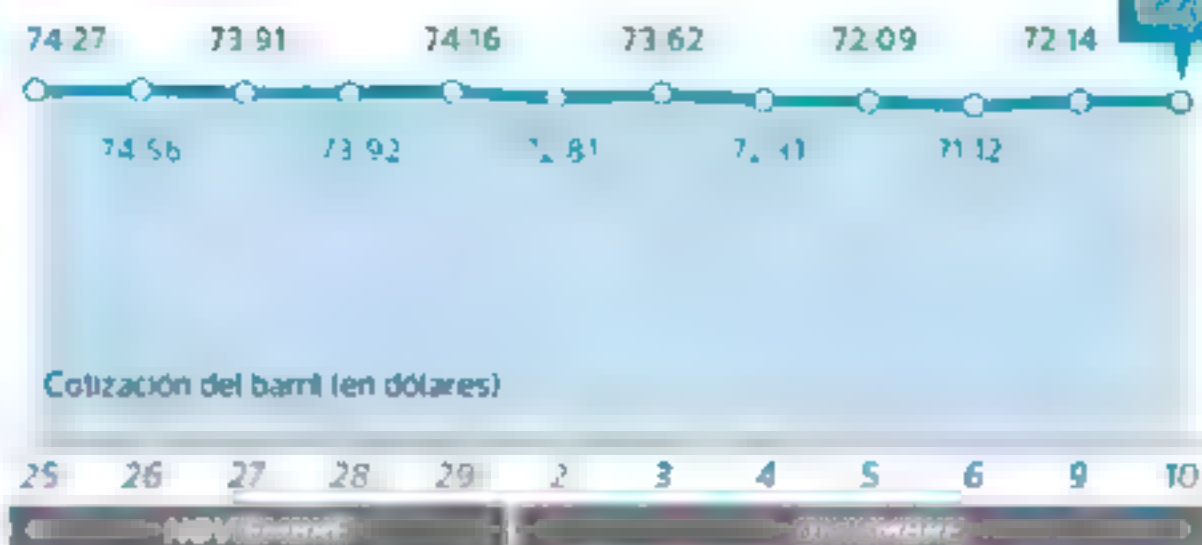 74.27 73.91 74.16 73.62 72.09 72.14
74.56 73.92 71.12
Cotización del barril (en dólares)
25 26 27 28 29 2 3 4 5 6 9 10
NOVIEMBRE